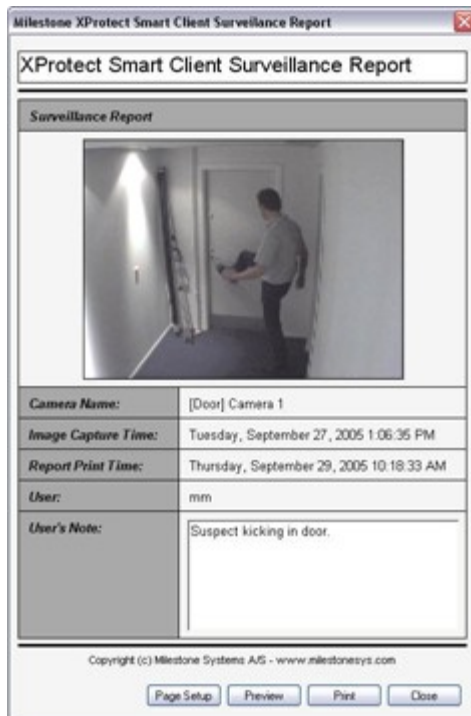 Milestone XProtect Smart Client Surveillance Report
XProtect Smart Client Surveillance Report
Surveillance Report
Camera Name: [Door] Camera 1
Image Capture Time: Tuesday, September 27, 2005 1:06:35 PM
Report Print Time: Thursday, September 29, 2005 10:18:33 AM
User: mm
User's Note: Suspect kicking in door.
Copyright (c) Milestone Systems A/S - www.milestonesys.com
Page Setup Preview Print Close